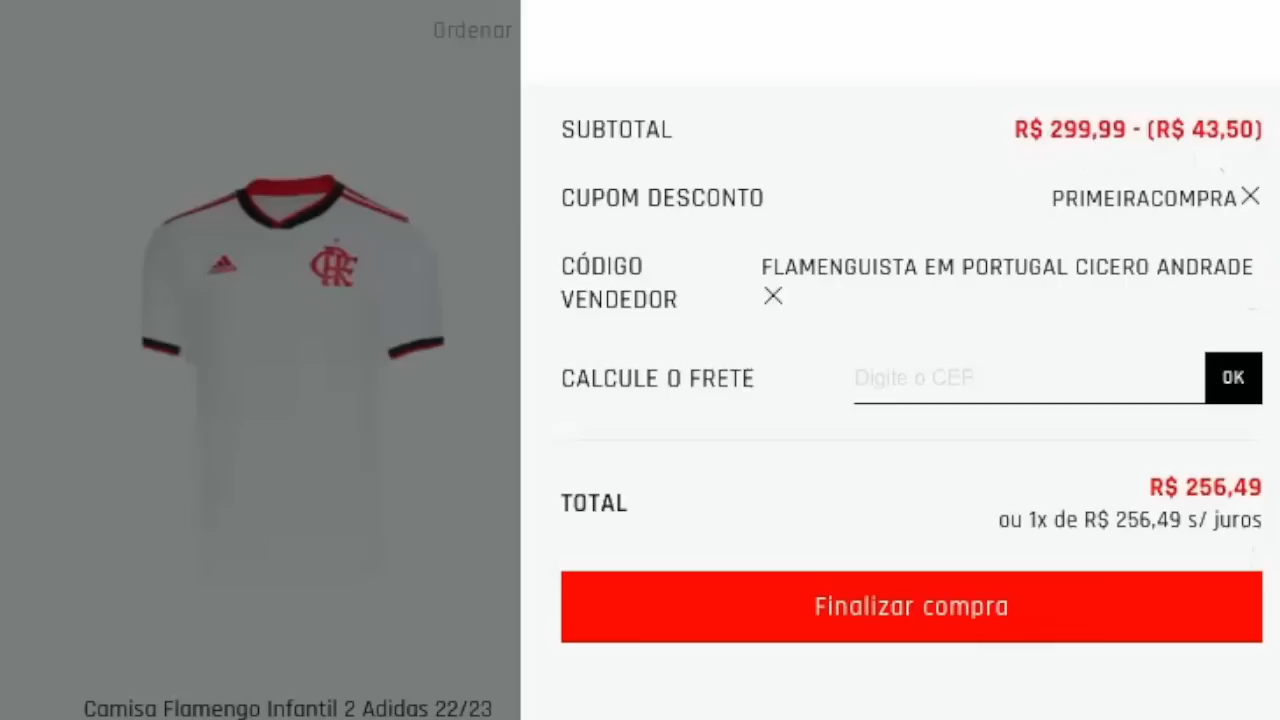 Ordenar
SUBTOTAL R$ 299,99 - (R$ 43,50)
CUPOM DESCONTO PRIMEIRACOMPRA
CÓDIGO VENDEDOR FLAMENGUISTA EM PORTUGAL CICERO ANDRADE
CALCULE O FRETE Digite o CEP OK
TOTAL R$ 256,49
ou 1x de R$ 256,49 s/ juros
Finalizar compra
Camisa Flamengo Infantil 2 Adidas 22/23